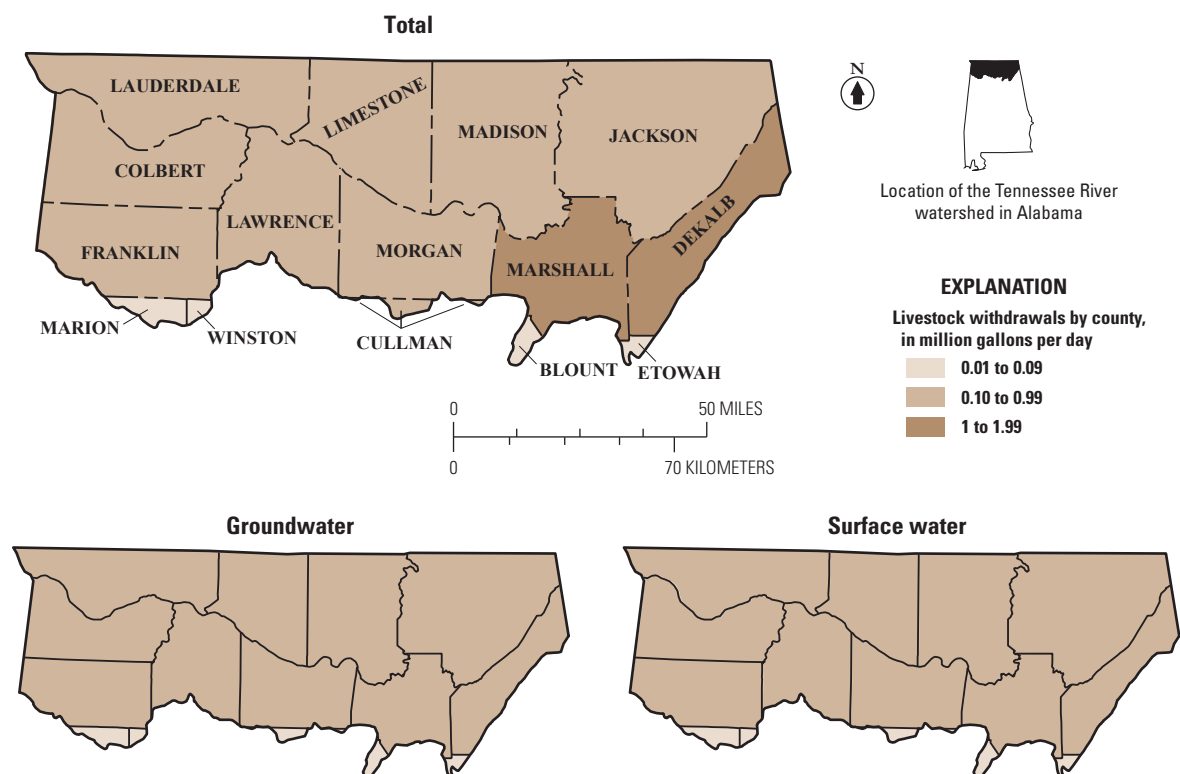 Total
LAUDERDALE
LIMESTONE
MADISON
JACKSON
COLBERT
LAWRENCE
DEKALB
FRANKLIN
MORGAN
MARSHALL
MARION
WINSTON
CULLMAN
BLOUNT
ETOWAH
N
Location of the Tennessee River
watershed in Alabama
EXPLANATION
Livestock withdrawals by county,
in million gallons per day
0.01 to 0.09
0.10 to 0.99
1 to 1.99
0 50 MILES
0 70 KILOMETERS
Groundwater
Surface water